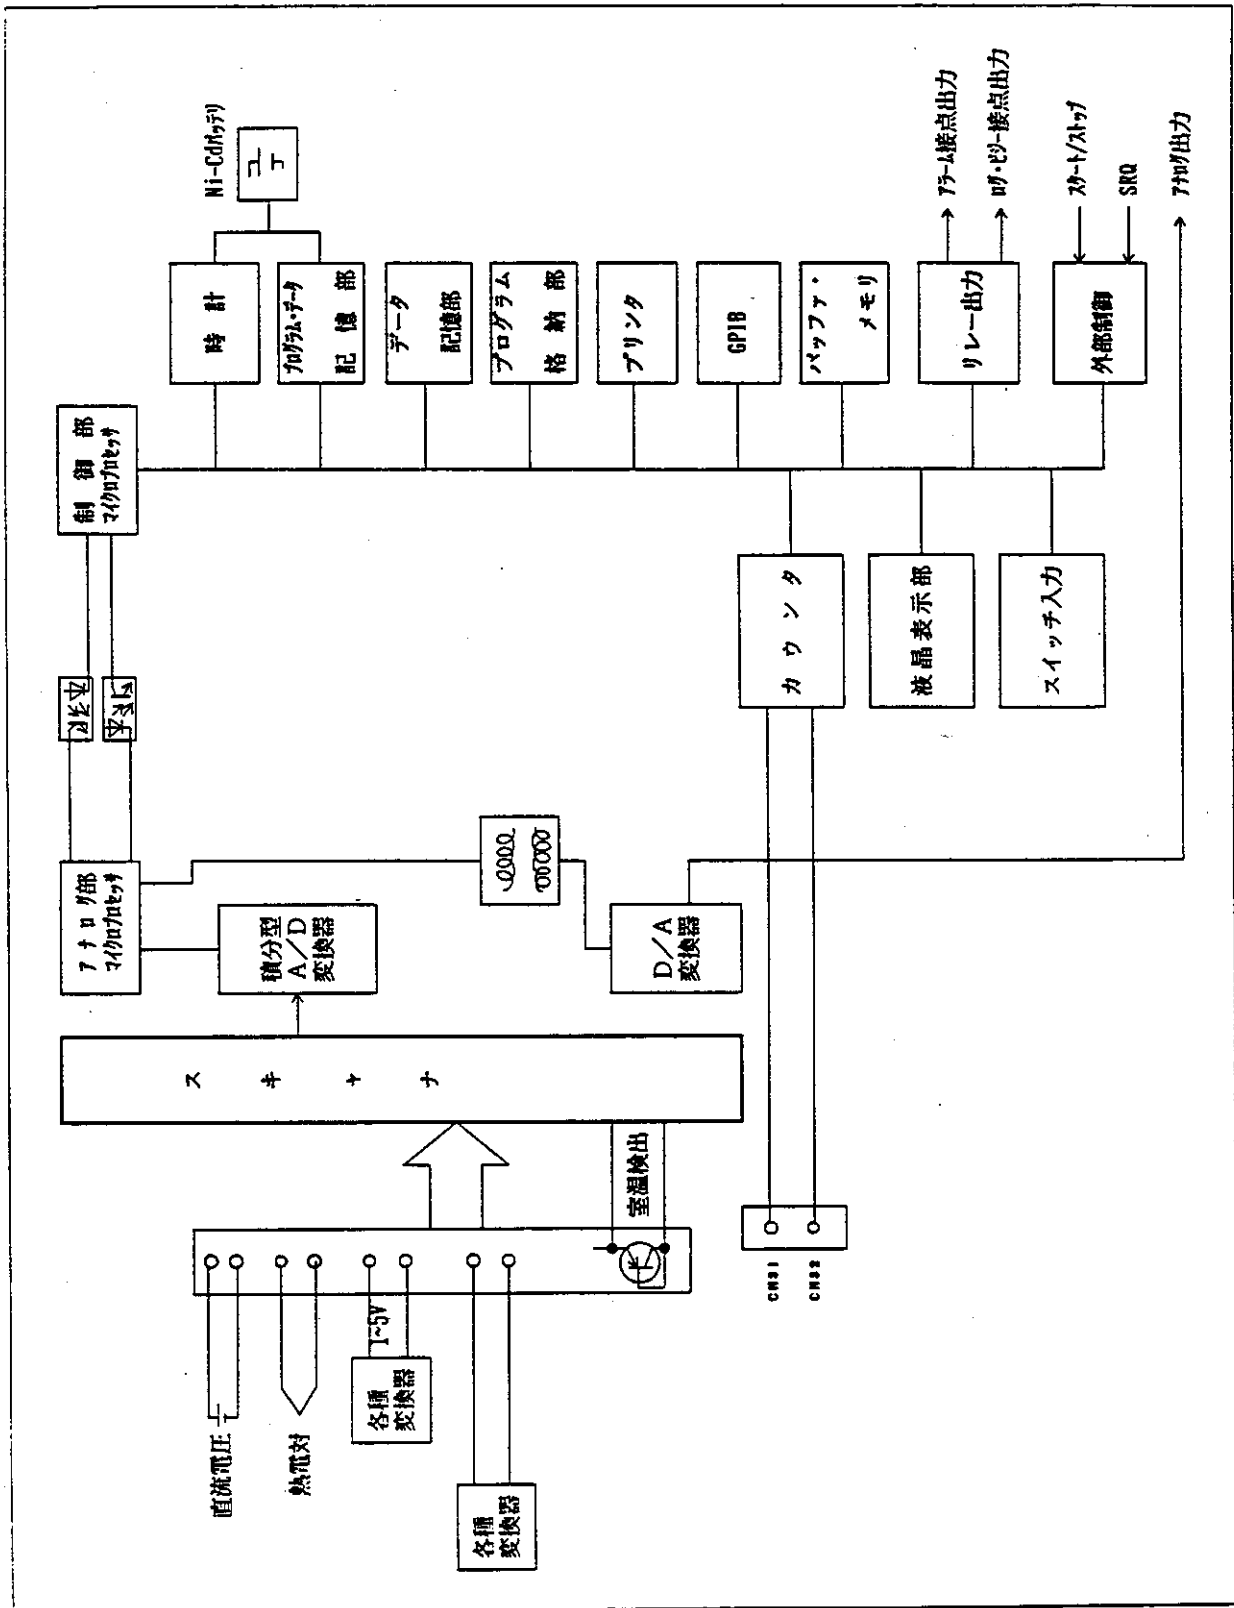 直流電圧
熱電対
各種
変換器
1~5V
各種
変換器
室温検出
スキャナ
アナログ部
マイクロプロセッサ
積分型
A/D
変換器
D/A
変換器
制御部
マイクロプロセッサ
Ni-Cdバッテリ
時計
プログラム・データ
記憶部
データ
記憶部
プログラム
格納部
プリンタ
GPIB
バッファ・
メモリ
リレー出力
アラーム接点出力
ログ・ビジー接点出力
外部制御
スタート/ストップ
SRQ
アナログ出力
カウンタ
液晶表示部
スイッチ入力